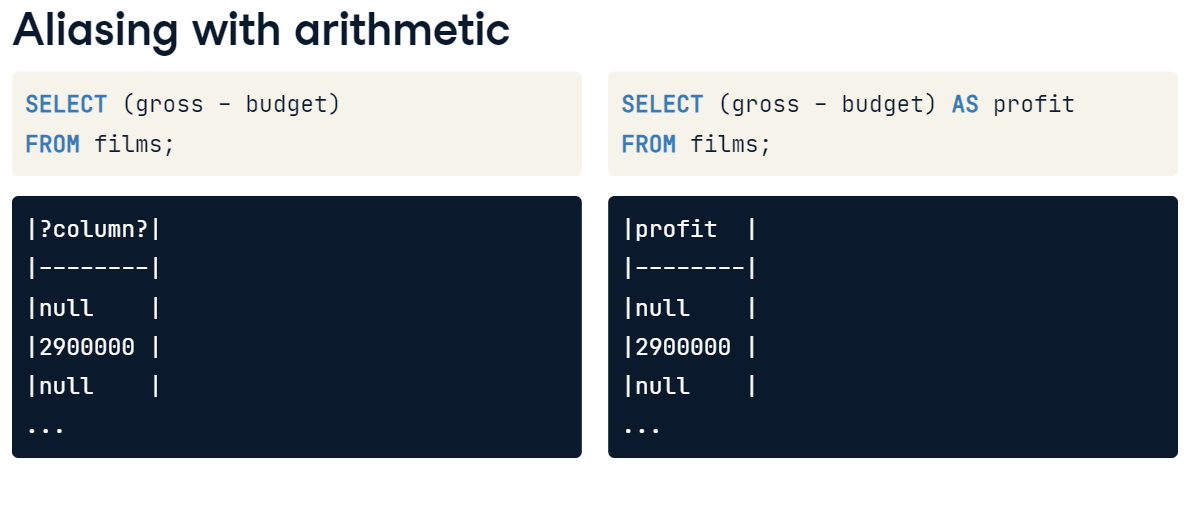 Aliasing with arithmetic
SELECT (gross - budget)
FROM films;
|?column?|
|--------|
|null    |
|2900000 |
|null    |
...
SELECT (gross - budget) AS profit
FROM films;
|profit  |
|--------|
|null    |
|2900000 |
|null    |
...